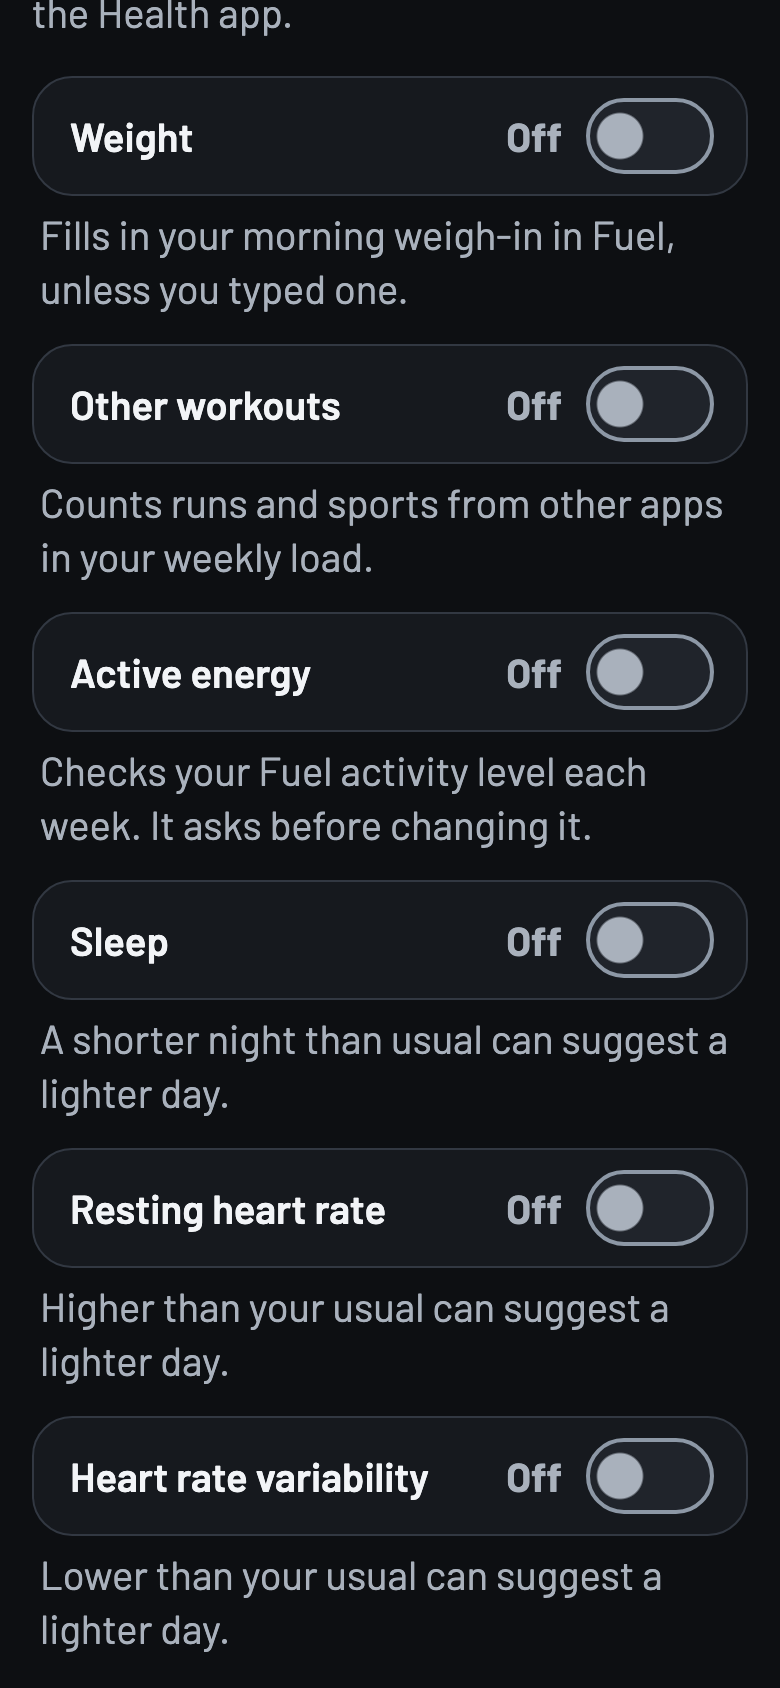 the Health app.
Weight Off
Fills in your morning weigh-in in Fuel,
unless you typed one.
Other workouts Off
Counts runs and sports from other apps
in your weekly load.
Active energy Off
Checks your Fuel activity level each
week. It asks before changing it.
Sleep Off
A shorter night than usual can suggest a
lighter day.
Resting heart rate Off
Higher than your usual can suggest a
lighter day.
Heart rate variability Off
Lower than your usual can suggest a
lighter day.